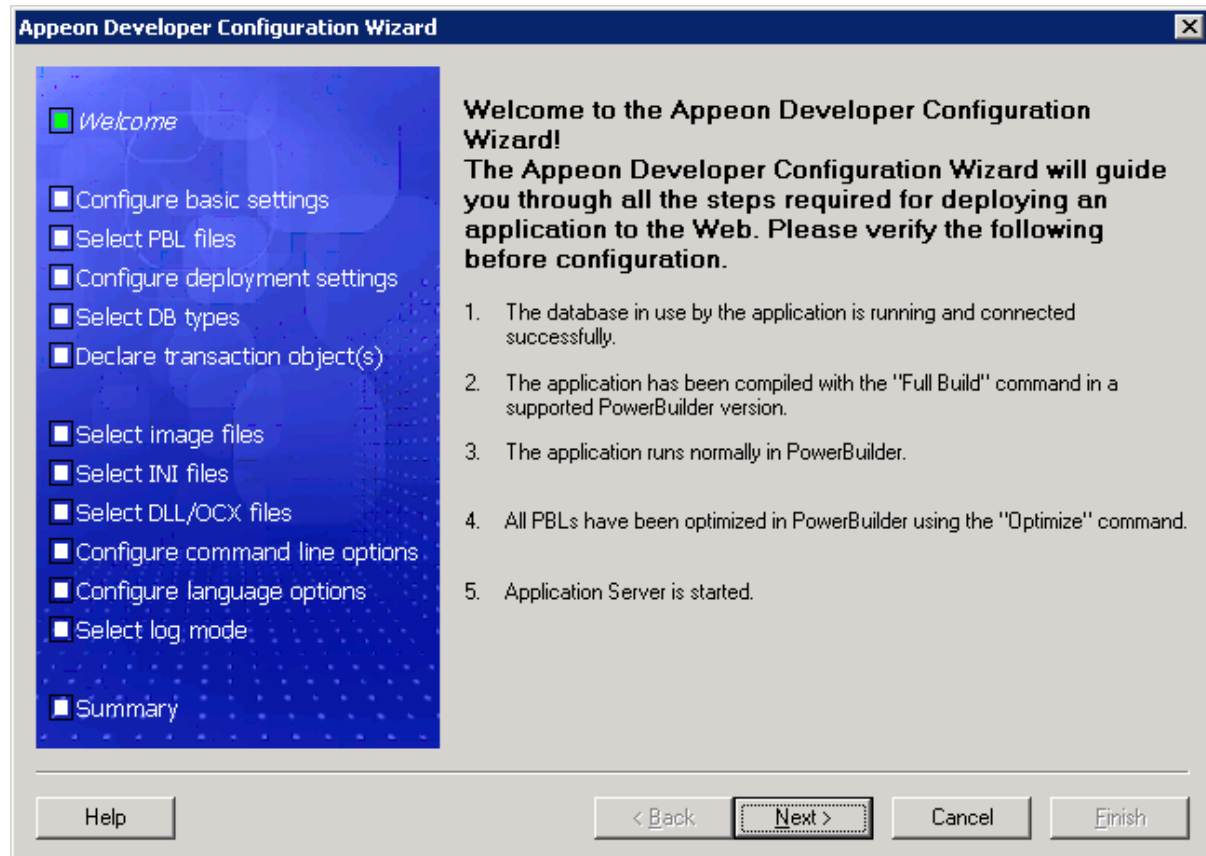 Appeon Developer Configuration Wizard
Welcome
Configure basic settings
Select PBL files
Configure deployment settings
Select DB types
Declare transaction object(s)
Select image files
Select INI files
Select DLL/OCX files
Configure command line options
Configure language options
Select log mode
Summary
Welcome to the Appeon Developer Configuration
Wizard!
The Appeon Developer Configuration Wizard will guide
you through all the steps required for deploying an
application to the Web. Please verify the following
before configuration.
1. The database in use by the application is running and connected
successfully.
2. The application has been compiled with the "Full Build" command in a
supported PowerBuilder version.
3. The application runs normally in PowerBuilder.
4. All PBLs have been optimized in PowerBuilder using the "Optimize" command.
5. Application Server is started.
Help < Back Next > Cancel Finish